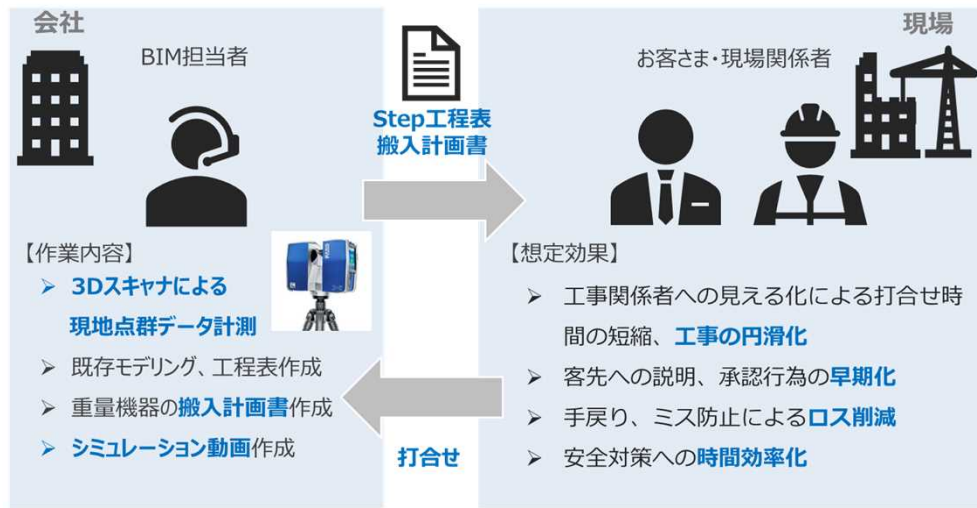 会社
BIM担当者
Step工程表
搬入計画書
現場
お客さま・現場関係者
【作業内容】
➢ 3Dスキャナによる
現地点群データ計測
➢ 既存モデリング、工程表作成
➢ 重量機器の搬入計画書作成
➢ シミュレーション動画作成
打合せ
【想定効果】
➢ 工事関係者への見える化による打合せ時
間の短縮、工事の円滑化
➢ 客先への説明、承認行為の早期化
➢ 手戻り、ミス防止によるロス削減
➢ 安全対策への時間効率化